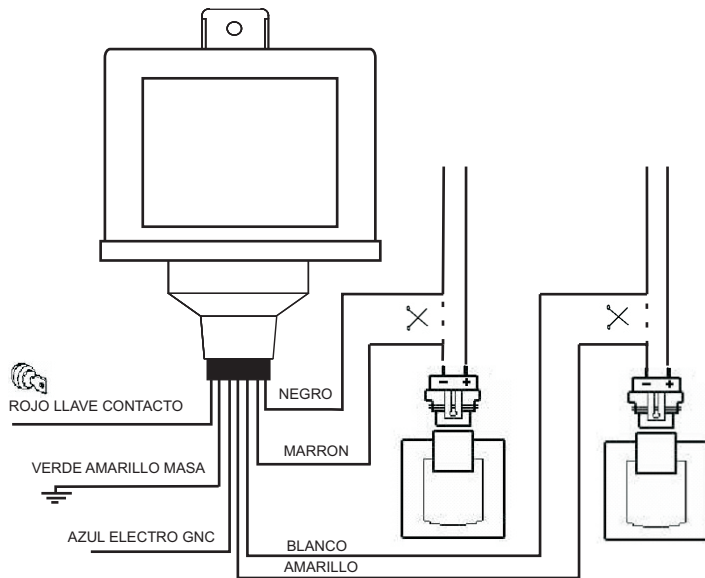 NEGRO
ROJO LLAVE CONTACTO
MARRON
VERDE AMARILLO MASA
AZUL ELECTRO GNC
BLANCO
AMARILLO
- +
- +